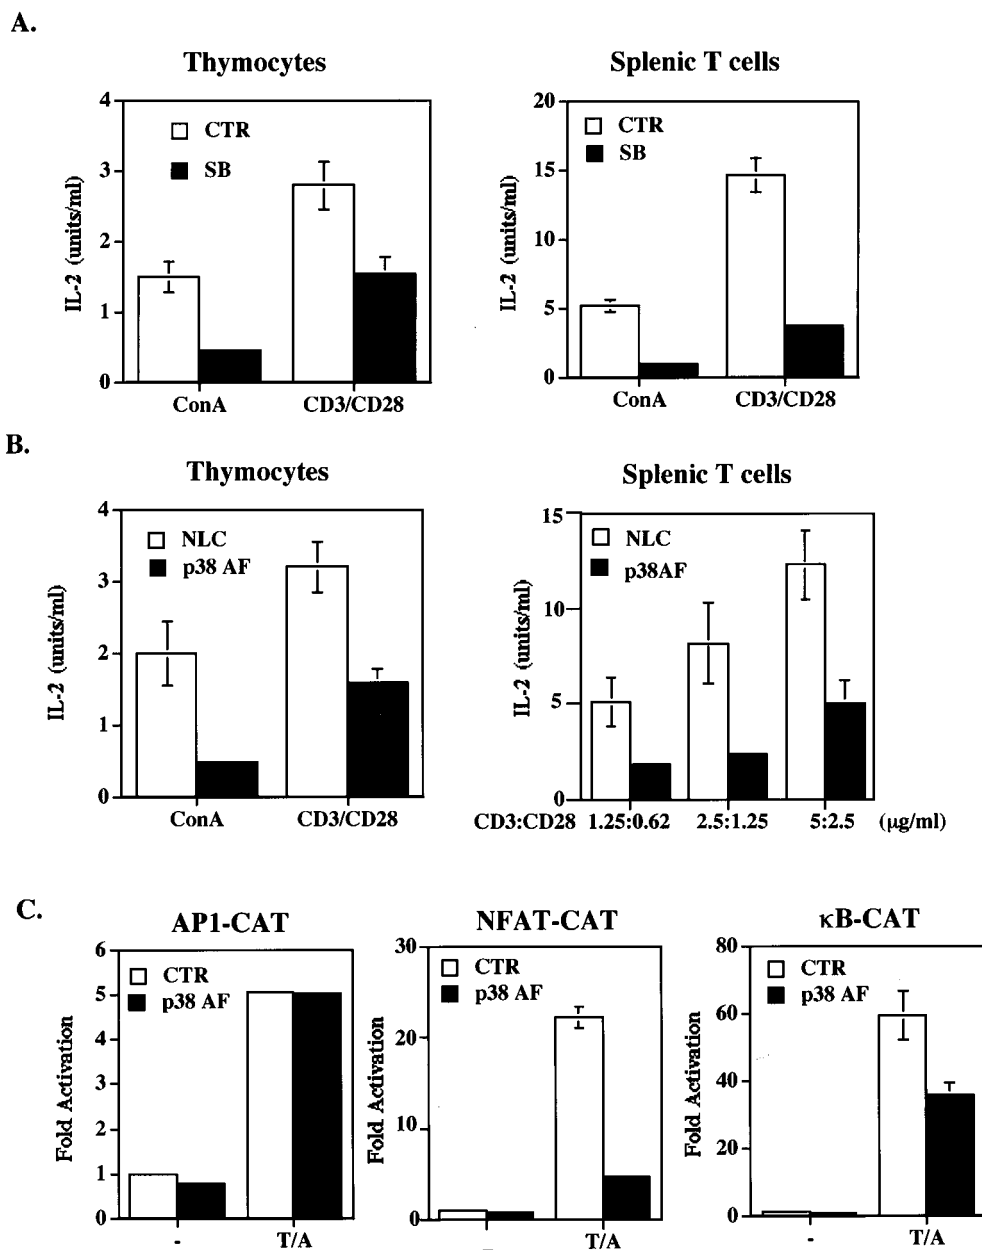 A.
Thymocytes
4
3
2
1
0
IL-2 (units/ml)
CTR
SB
ConA
CD3/CD28
Splenic T cells
20
15
10
5
0
IL-2 (units/ml)
CTR
SB
ConA
CD3/CD28
B.
Thymocytes
4
3
2
1
0
IL-2 (units/ml)
NLC
p38 AF
ConA
CD3/CD28
Splenic T cells
15
10
5
0
IL-2 (units/ml)
NLC
p38AF
CD3:CD28 1.25:0.62 2.5:1.25 5:2.5 (μg/ml)
C.
AP1-CAT
6
5
4
3
2
1
0
Fold Activation
CTR
p38 AF
- T/A
NFAT-CAT
30
20
10
0
Fold Activation
CTR
p38 AF
- T/A
κB-CAT
80
60
40
20
0
Fold Activation
CTR
p38 AF
- T/A